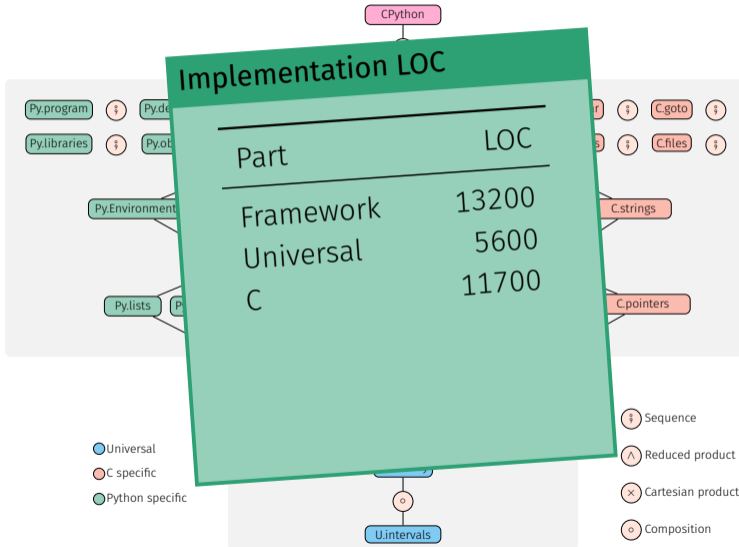 CPython
Implementation LOC
Part LOC
Framework 13200
Universal 5600
C 11700
Py.program
C.goto
Py.libraries
C.files
Py.Environment
C.strings
Py.lists
C.pointers
Universal
C specific
Python specific
Sequence
Reduced product
Cartesian product
Composition
U.intervals